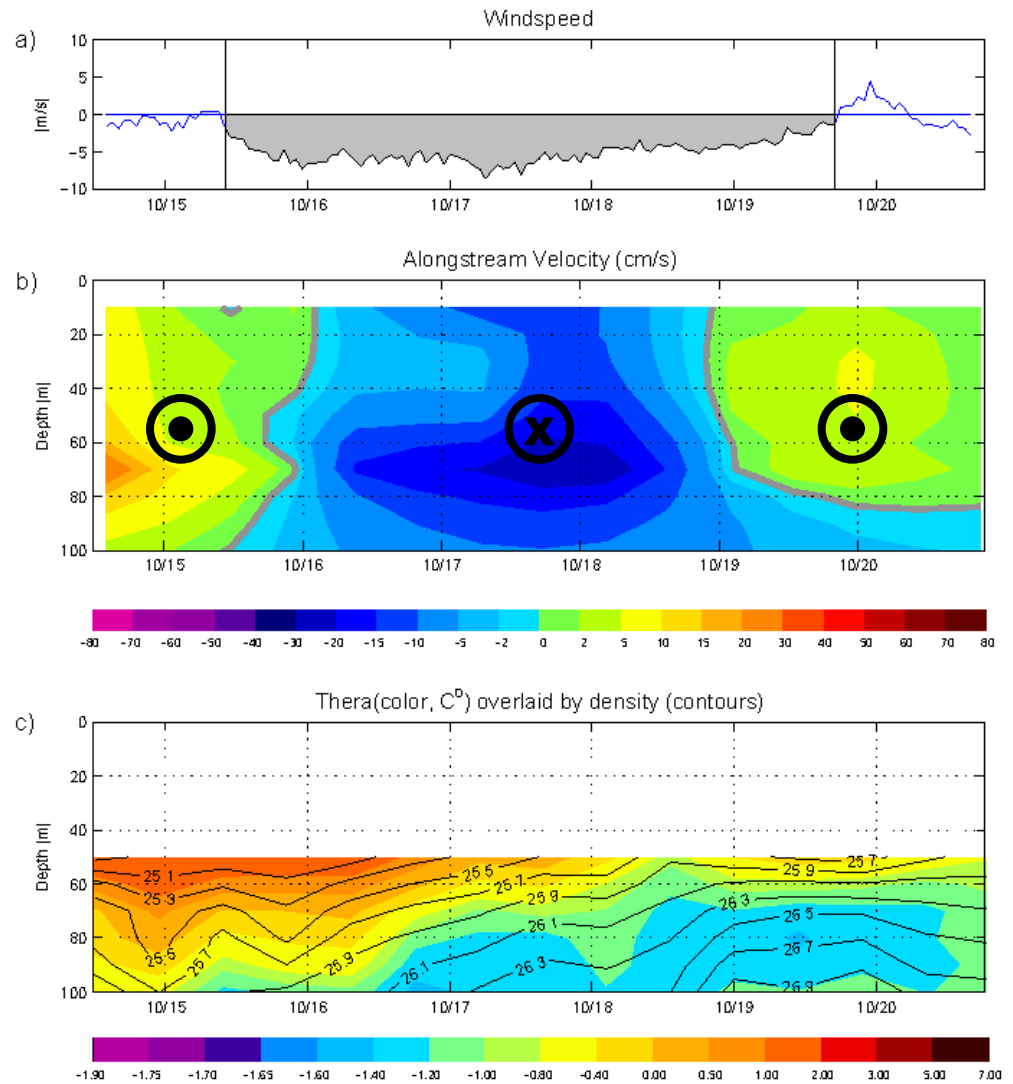 Windspeed
a)
10
5
0
-5
-10
|m/s|
10/15 10/16 10/17 10/18 10/19 10/20
Alongstream Velocity (cm/s)
b)
0
20
40
60
80
100
Depth |m|
x
10/15 10/16 10/17 10/18 10/19 10/20
-80 -70 -60 -50 -40 -30 -20 -15 -10 -5 -2 0 2 5 10 15 20 30 40 50 60 70 80
Thera(color, C°) overlaid by density (contours)
c)
0
20
40
60
80
100
Depth |m|
25.1
25.3
25.5
25.7
25.9
25.5
25.7
25.9
26.1
26.1
26.3
25.7
25.9
26.3
26.5
26.7
26.9
10/15 10/16 10/17 10/18 10/19 10/20
-1.90 -1.75 -1.70 -1.65 -1.60 -1.40 -1.20 -1.00 -0.80 -0.40 0.00 0.50 1.00 2.00 3.00 5.00 7.00